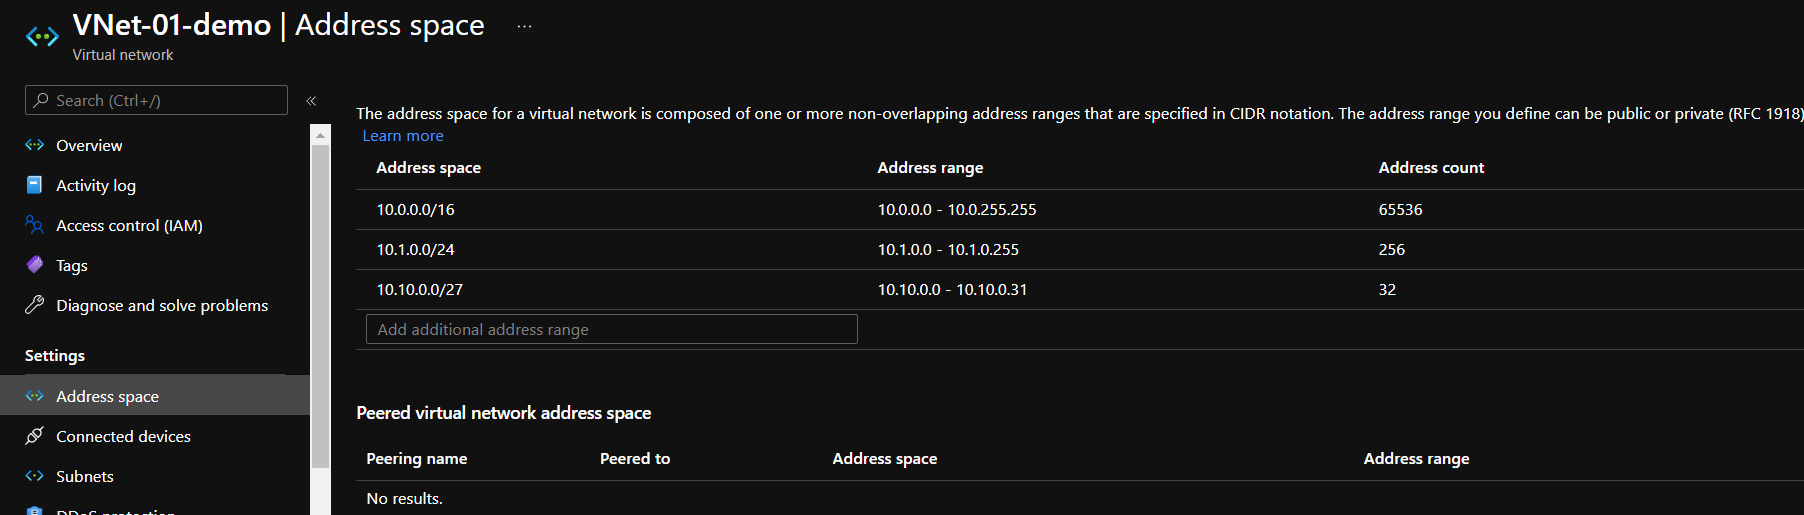 VNet-01-demo | Address space ...
Virtual network
Search (Ctrl+/)
«
Overview
Activity log
Access control (IAM)
Tags
Diagnose and solve problems
Settings
Address space
Connected devices
Subnets
DDoS protection
The address space for a virtual network is composed of one or more non-overlapping address ranges that are specified in CIDR notation. The address range you define can be public or private (RFC 1918)
Learn more
Address space Address range Address count
10.0.0.0/16 10.0.0.0 - 10.0.255.255 65536
10.1.0.0/24 10.1.0.0 - 10.1.0.255 256
10.10.0.0/27 10.10.0.0 - 10.10.0.31 32
Add additional address range
Peered virtual network address space
Peering name Peered to Address space Address range
No results.